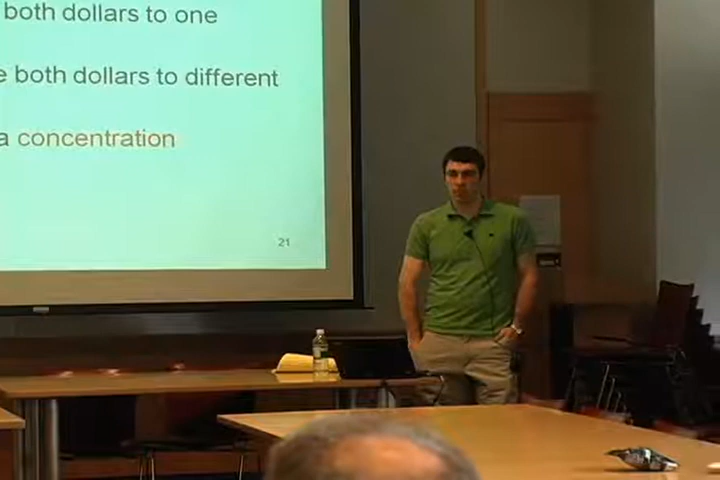 both dollars to one
both dollars to different
a concentration
21